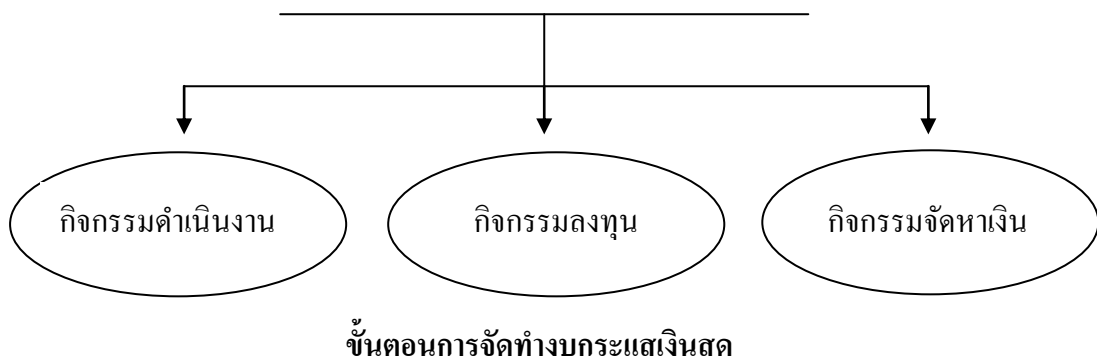 กิจกรรมดำเนินงาน กิจกรรมลงทุน กิจกรรมจัดหาเงิน
ขั้นตอนการจัดทำงบกระแสเงินสด